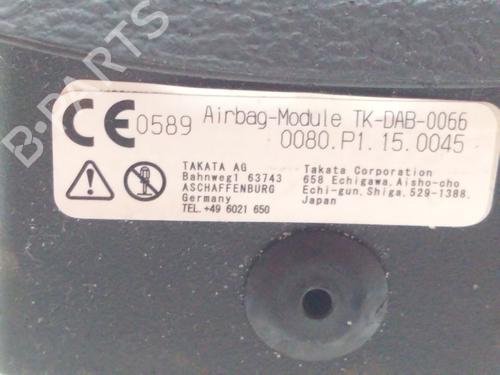 B-PARTS
CE 0589 Airbag-Module TK-DAB-0066
0080.P1.15.0045
TAKATA AG
Bahnweg1 63743
ASCHAFFENBURG
Germany
TEL.+49 6021 650
Takata Corporation
658 Echigawa,Aisho-cho
Echi-gun,Shiga,529-1388,
Japan